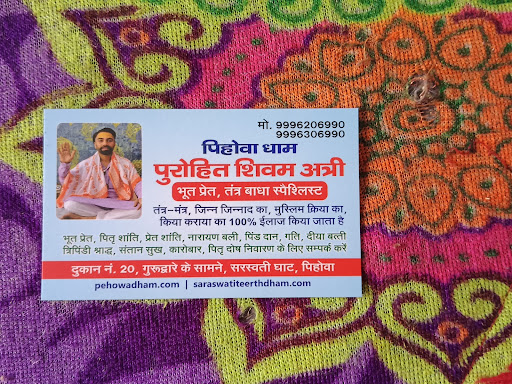 मो. 9996206990
9996306990
पिहोवा धाम
पुरोहित शिवम अत्री
भूत प्रेत, तंत्र बाधा स्पेश्लिस्ट
तंत्र-मंत्र, जिन्न जिन्नाद का, मुस्लिम क्रिया का,
किया कराया का 100% ईलाज किया जाता है
भूत प्रेत, पितृ शांति, प्रेत शांति, नारायण बली, पिंड दान, गति, दीया बत्ती
त्रिपिंडी श्राद्ध, संतान सुख, कारोबार, पितृ दोष निवारण के लिए सम्पर्क करें
दुकान नं. 20, गुरूद्वारे के सामने, सरस्वती घाट, पिहोवा
pehowadham.com | saraswatiteerthdham.com